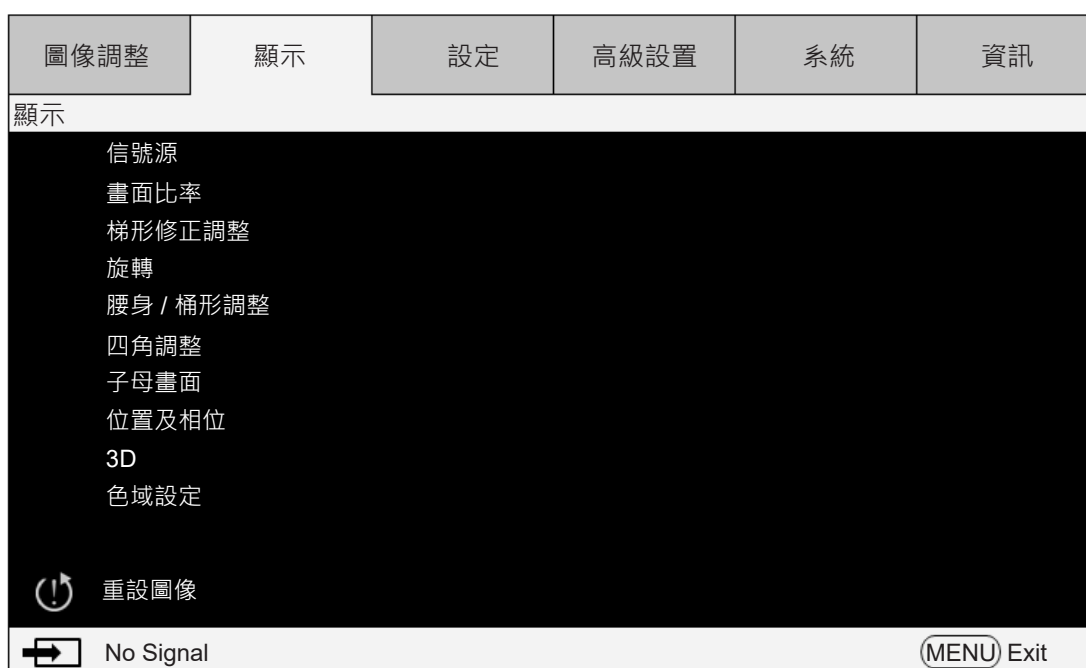 圖像調整 顯示 設定 高級設置 系統 資訊
顯示
信號源
畫面比率
梯形修正調整
旋轉
腰身 / 桶形調整
四角調整
子母畫面
位置及相位
3D
色域設定
重設圖像
No Signal MENU Exit